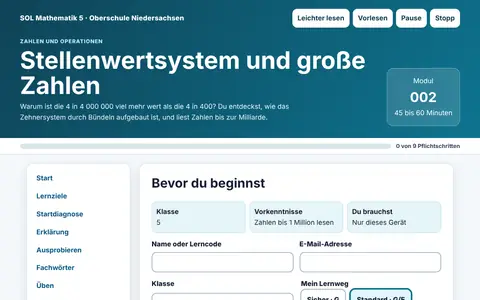 SOL Mathematik 5 · Oberschule Niedersachsen
Leichter lesen
Vorlesen
Pause
Stopp
ZAHLEN UND OPERATIONEN
Stellenwertsystem und große
Zahlen
Warum ist die 4 in 4 000 000 viel mehr wert als die 4 in 400? Du entdeckst, wie das
Zehnersystem durch Bündeln aufgebaut ist, und liest Zahlen bis zur Milliarde.
Modul
002
45 bis 60 Minuten
0 von 9 Pflichtschritten
Start
Lernziele
Startdiagnose
Erklärung
Ausprobieren
Fachwörter
Üben
Bevor du beginnst
Klasse
5
Vorkenntnisse
Zahlen bis 1 Million lesen
Du brauchst
Nur dieses Gerät
Name oder Lerncode
E-Mail-Adresse
Klasse
Mein Lernweg
Sicher · G
Standard · G/E